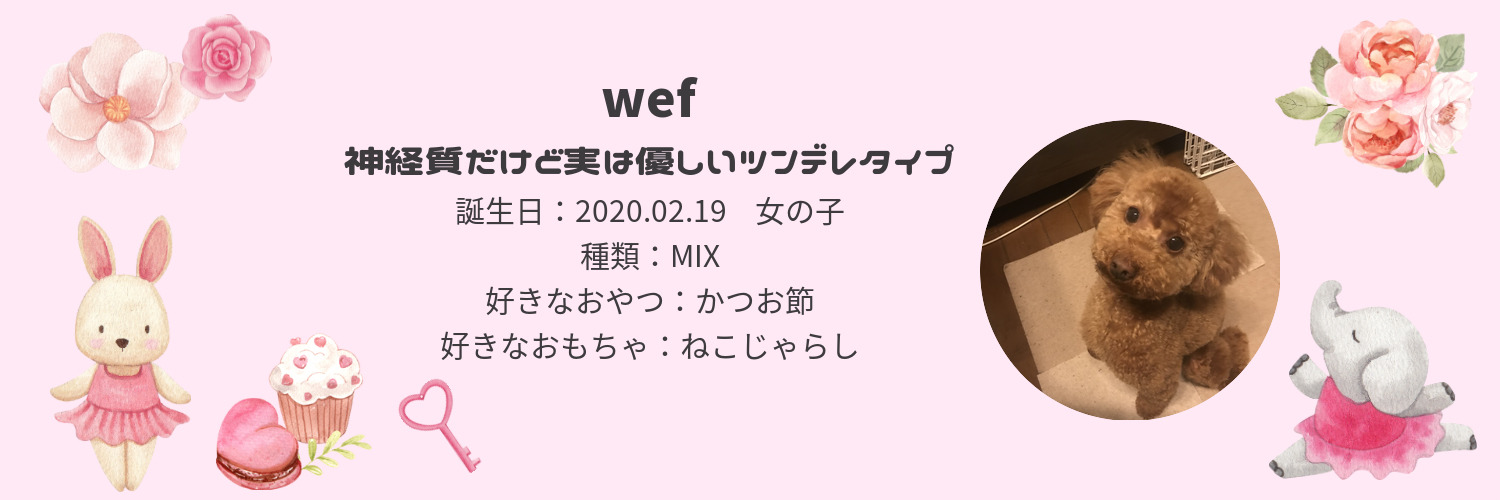 wef
神経質だけど実は優しいツンデレタイプ
誕生日：2020.02.19　女の子
種類：MIX
好きなおやつ：かつお節
好きなおもちゃ：ねこじゃらし